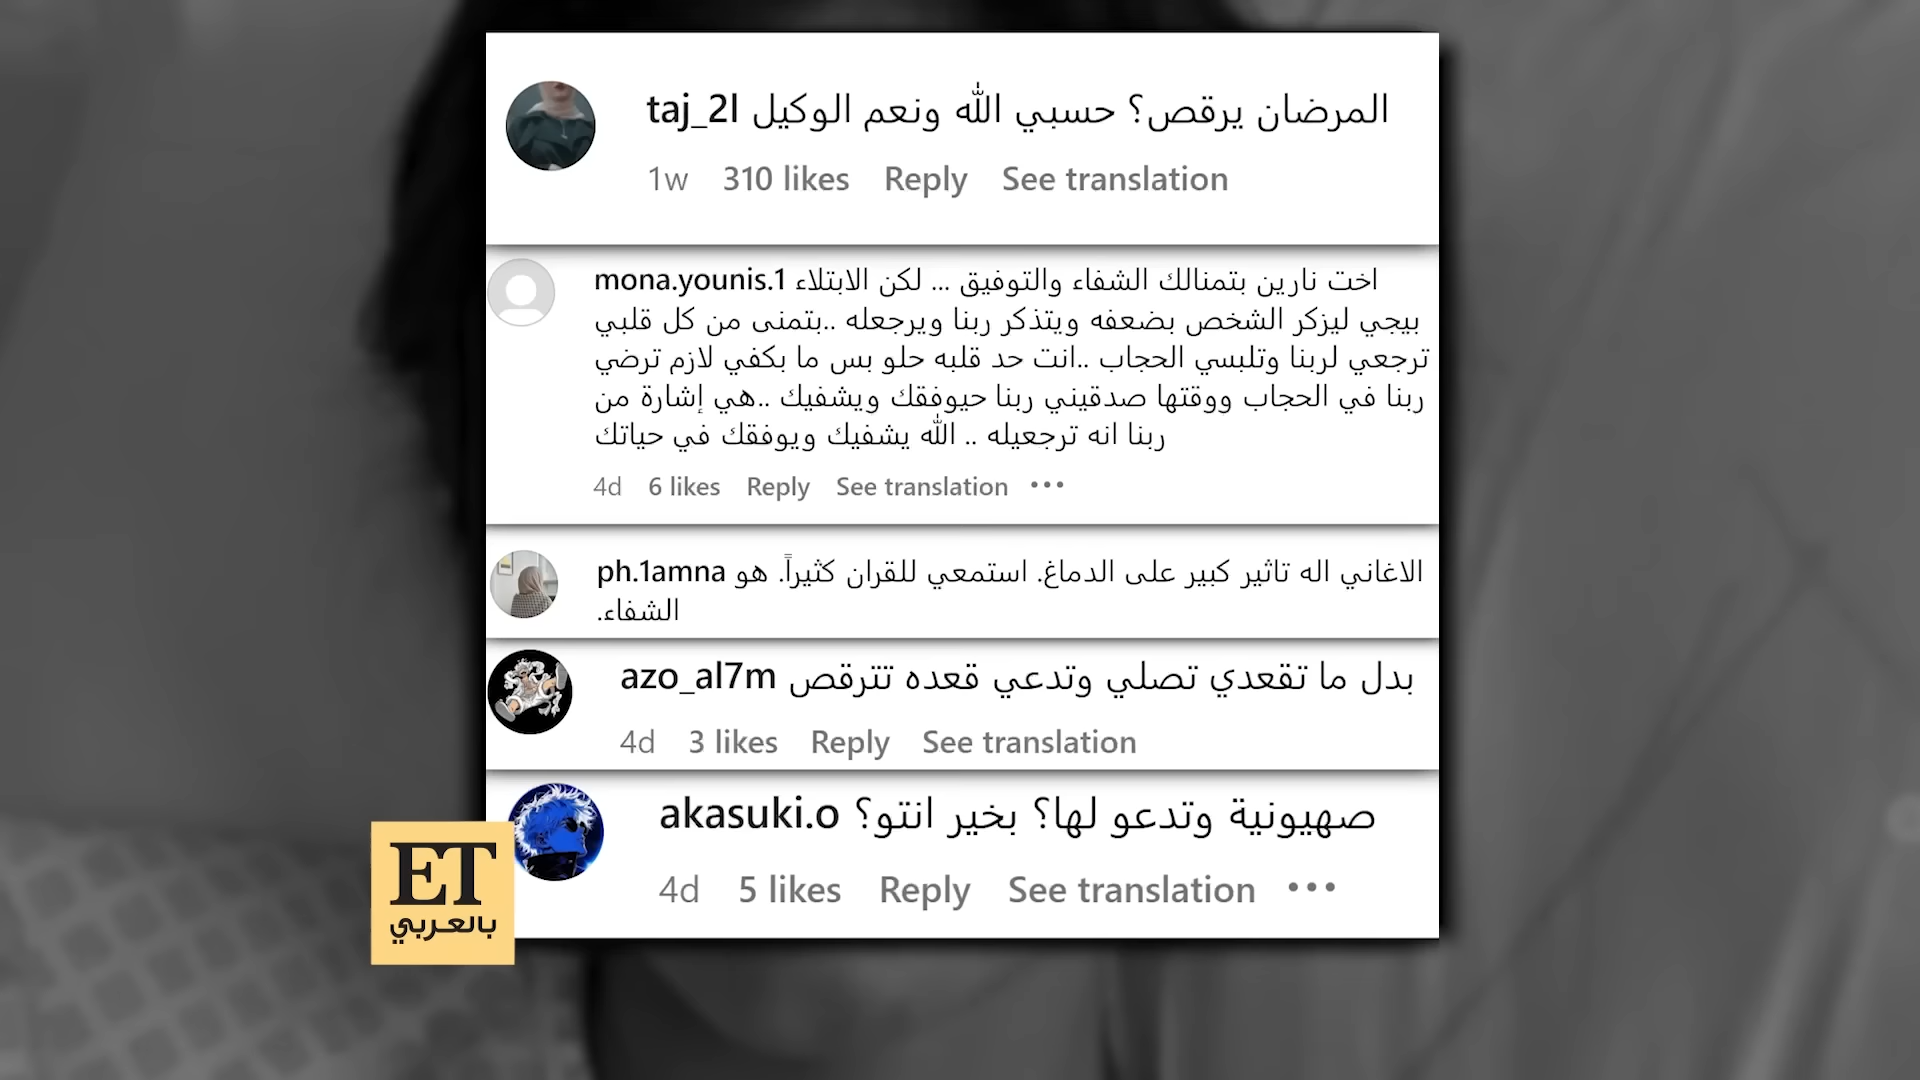 taj_2l المرضان يرقص؟ حسبي الله ونعم الوكيل
1w 310 likes Reply See translation
mona.younis.1 اخت نارين بتمنالك الشفاء والتوفيق ... لكن الابتلاء
بيجي ليزكر الشخص بضعفه ويتذكر ربنا ويرجعله ..بتمنى من كل قلبي
ترجعي لربنا وتلبسي الحجاب ..انت حد قلبه حلو بس ما بكفي لازم ترضي
ربنا في الحجاب ووقتها صدقيني ربنا حيوفقك ويشفيك ..هي إشارة من
ربنا انه ترجعيله .. الله يشفيك ويوفقك في حياتك
4d 6 likes Reply See translation •••
ph.1amna الاغاني اله تاثير كبير على الدماغ. استمعي للقران كثيراً. هو
الشفاء.
azo_al7m بدل ما تقعدي تصلي وتدعي قعده تترقص
4d 3 likes Reply See translation
akasuki.o صهيونية وتدعو لها؟ بخير انتو؟
4d 5 likes Reply See translation •••
ET
بالعربي